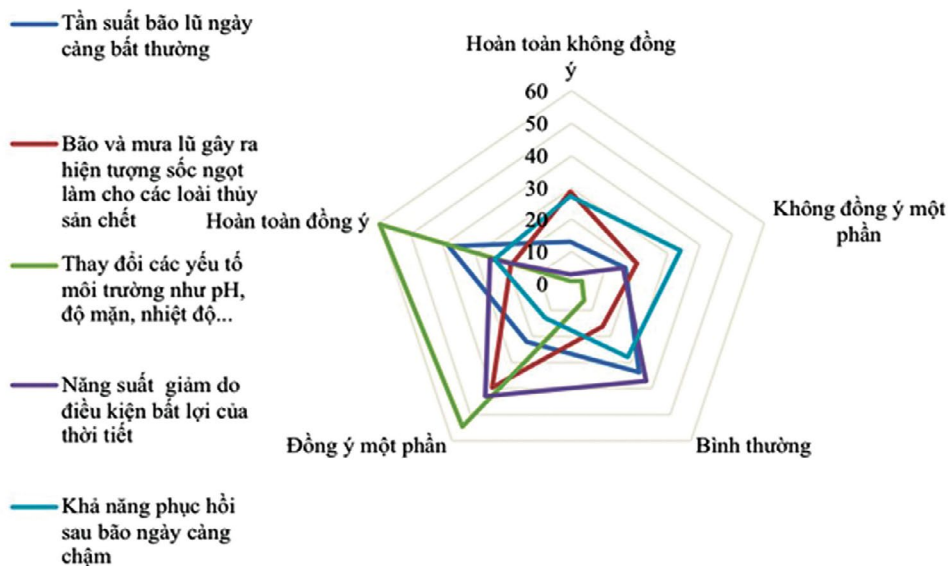 Tần suất bão lũ ngày
càng bất thường
Bão và mưa lũ gây ra
hiện tượng sốc ngọt
làm cho các loài thủy
sản chết
Thay đổi các yếu tố
môi trường như pH,
độ mặn, nhiệt độ...
Năng suất giảm do
điều kiện bất lợi của
thời tiết
Khả năng phục hồi
sau bão ngày càng
chậm
Hoàn toàn không đồng
ý
60
50
40
30
20
10
0
Không đồng ý một
phần
Bình thường
Đồng ý một phần
Hoàn toàn đồng ý